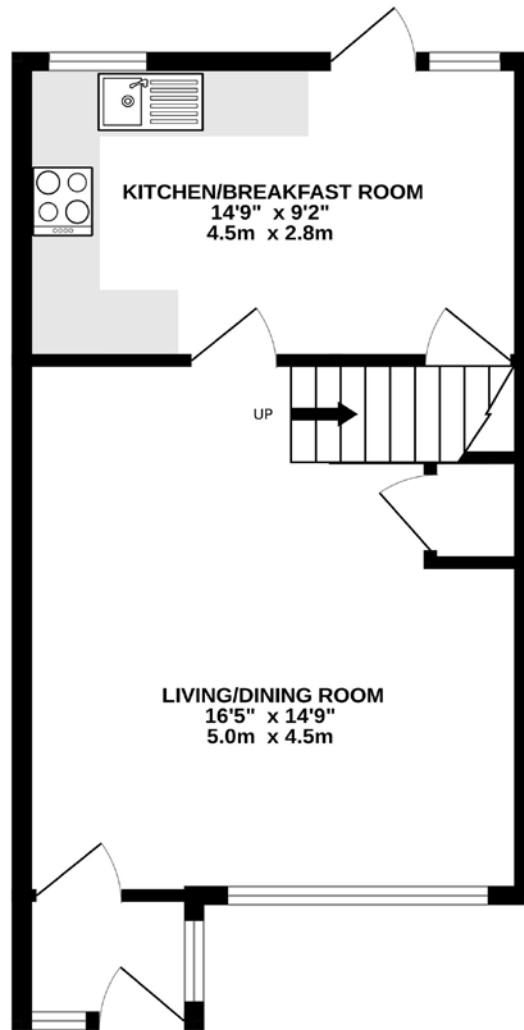 KITCHEN/BREAKFAST ROOM
14'9" x 9'2"
4.5m x 2.8m
UP
LIVING/DINING ROOM
16'5" x 14'9"
5.0m x 4.5m